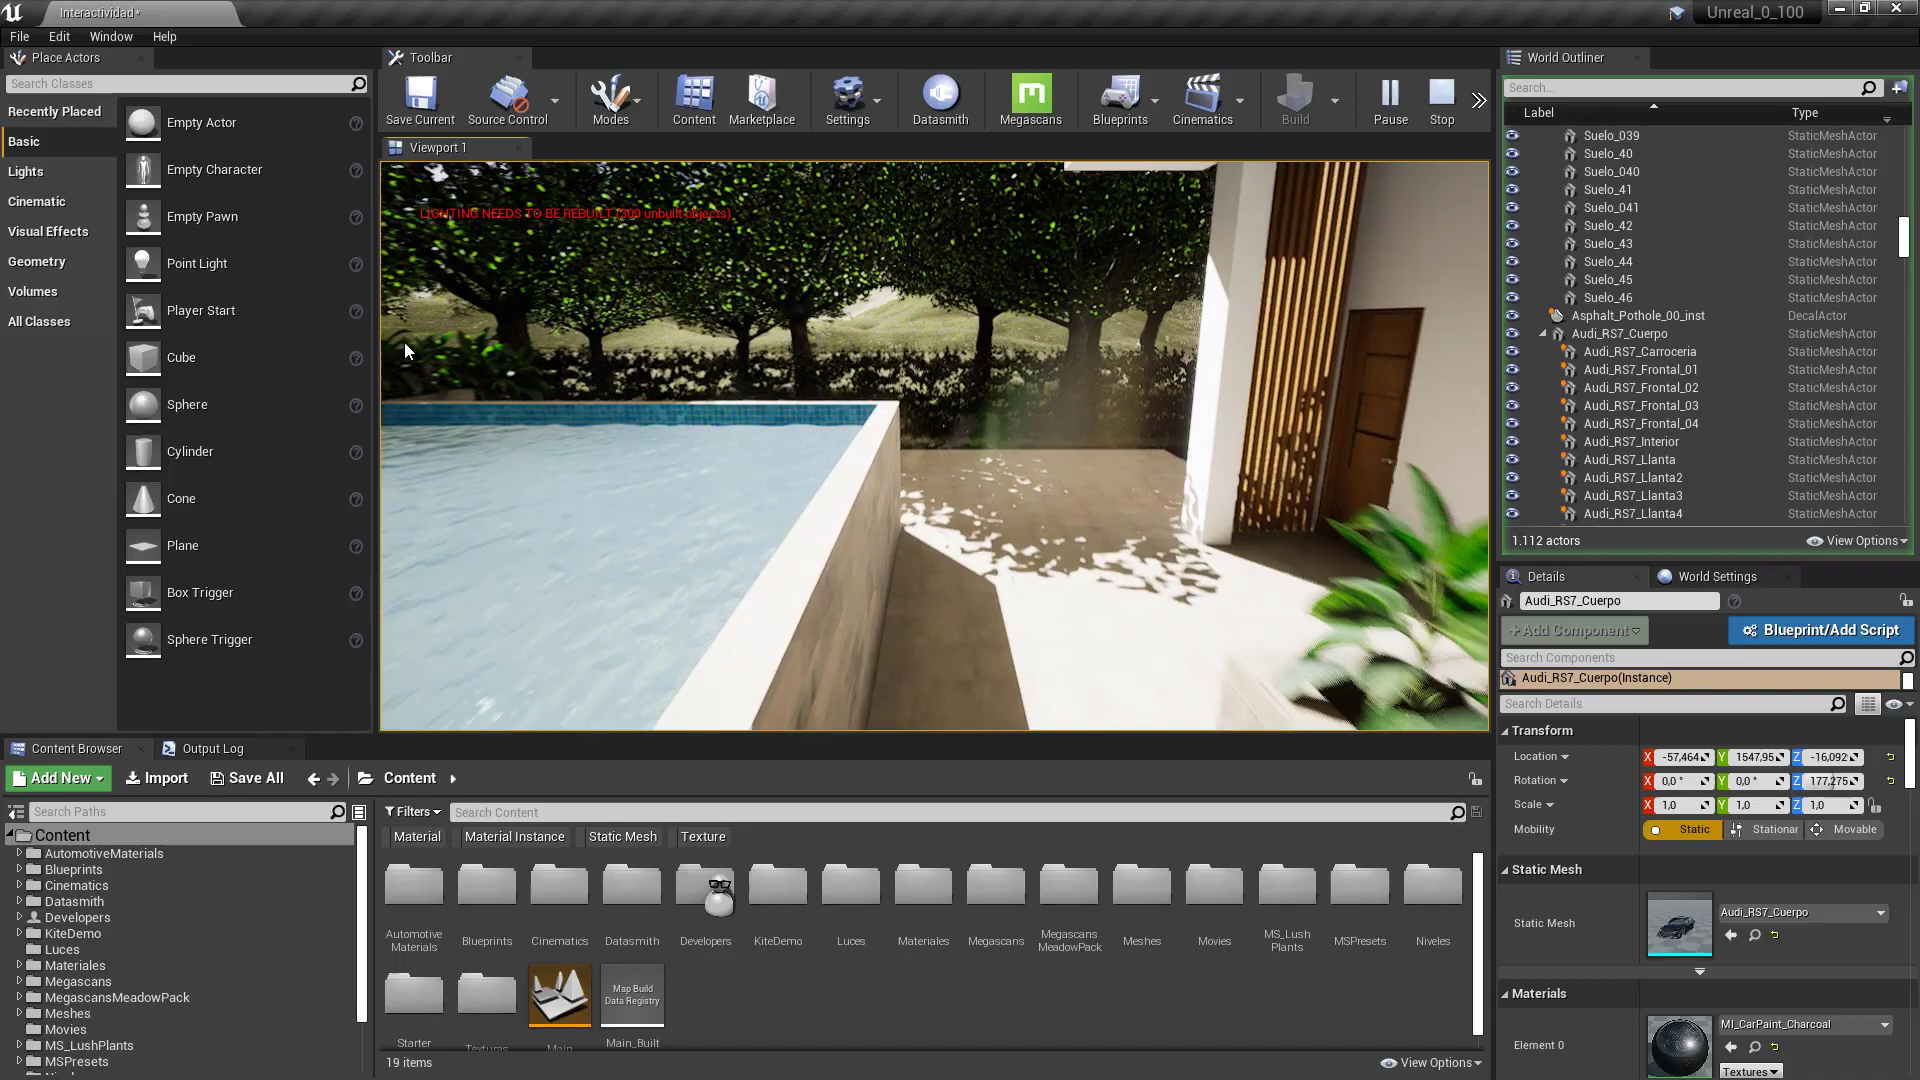 Interactividad*
Unreal_0_100
File Edit Window Help
Place Actors
Search Classes
Recently Placed
Basic
Lights
Cinematic
Visual Effects
Geometry
Volumes
All Classes
Empty Actor
Empty Character
Empty Pawn
Point Light
Player Start
Cube
Sphere
Cylinder
Cone
Plane
Box Trigger
Sphere Trigger
Toolbar
Save Current
Source Control
Modes
Content
Marketplace
Settings
Datasmith
Megascans
Blueprints
Cinematics
Build
Pause
Stop
Viewport 1
LIGHTING NEEDS TO BE REBUILT (300 unbuilt objects)
World Outliner
Search...
Label Type
Suelo_039 StaticMeshActor
Suelo_40 StaticMeshActor
Suelo_040 StaticMeshActor
Suelo_41 StaticMeshActor
Suelo_041 StaticMeshActor
Suelo_42 StaticMeshActor
Suelo_43 StaticMeshActor
Suelo_44 StaticMeshActor
Suelo_45 StaticMeshActor
Suelo_46 StaticMeshActor
Asphalt_Pothole_00_inst DecalActor
Audi_RS7_Cuerpo StaticMeshActor
Audi_RS7_Carroceria StaticMeshActor
Audi_RS7_Frontal_01 StaticMeshActor
Audi_RS7_Frontal_02 StaticMeshActor
Audi_RS7_Frontal_03 StaticMeshActor
Audi_RS7_Frontal_04 StaticMeshActor
Audi_RS7_Interior StaticMeshActor
Audi_RS7_Llanta StaticMeshActor
Audi_RS7_Llanta2 StaticMeshActor
Audi_RS7_Llanta3 StaticMeshActor
Audi_RS7_Llanta4 StaticMeshActor
1.112 actors View Options
Details World Settings
Audi_RS7_Cuerpo
+Add Component Blueprint/Add Script
Search Components
Audi_RS7_Cuerpo(Instance)
Search Details
Transform
Location X -57,464 Y 1547,95 Z -16,092
Rotation X 0,0 ° Y 0,0 ° Z 177,275
Scale X 1,0 Y 1,0 Z 1,0
Mobility Static Stationar Movable
Static Mesh
Static Mesh Audi_RS7_Cuerpo
Materials
Element 0 MI_CarPaint_Charcoal
Textures
Content Browser Output Log
Add New Import Save All Content
Search Paths
Content
AutomotiveMaterials
Blueprints
Cinematics
Datasmith
Developers
KiteDemo
Luces
Materiales
Megascans
MegascansMeadowPack
Meshes
Movies
MS_LushPlants
MSPresets
Filters Search Content
Material Material Instance Static Mesh Texture
Automotive Materials
Blueprints
Cinematics
Datasmith
Developers
KiteDemo
Luces
Materiales
Megascans
Megascans MeadowPack
Meshes
Movies
MS_Lush Plants
MSPresets
Niveles
Starter
Textures
Main
Map Build
Data Registry
Main_Built
19 items View Options